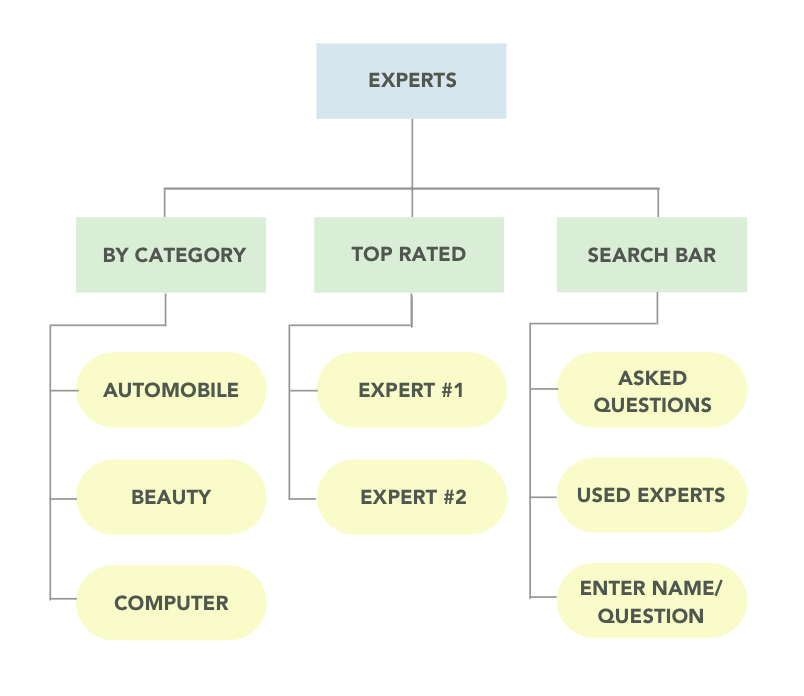 EXPERTS
BY CATEGORY
TOP RATED
SEARCH BAR
AUTOMOBILE
EXPERT #1
ASKED
QUESTIONS
BEAUTY
EXPERT #2
USED EXPERTS
COMPUTER
ENTER NAME/
QUESTION